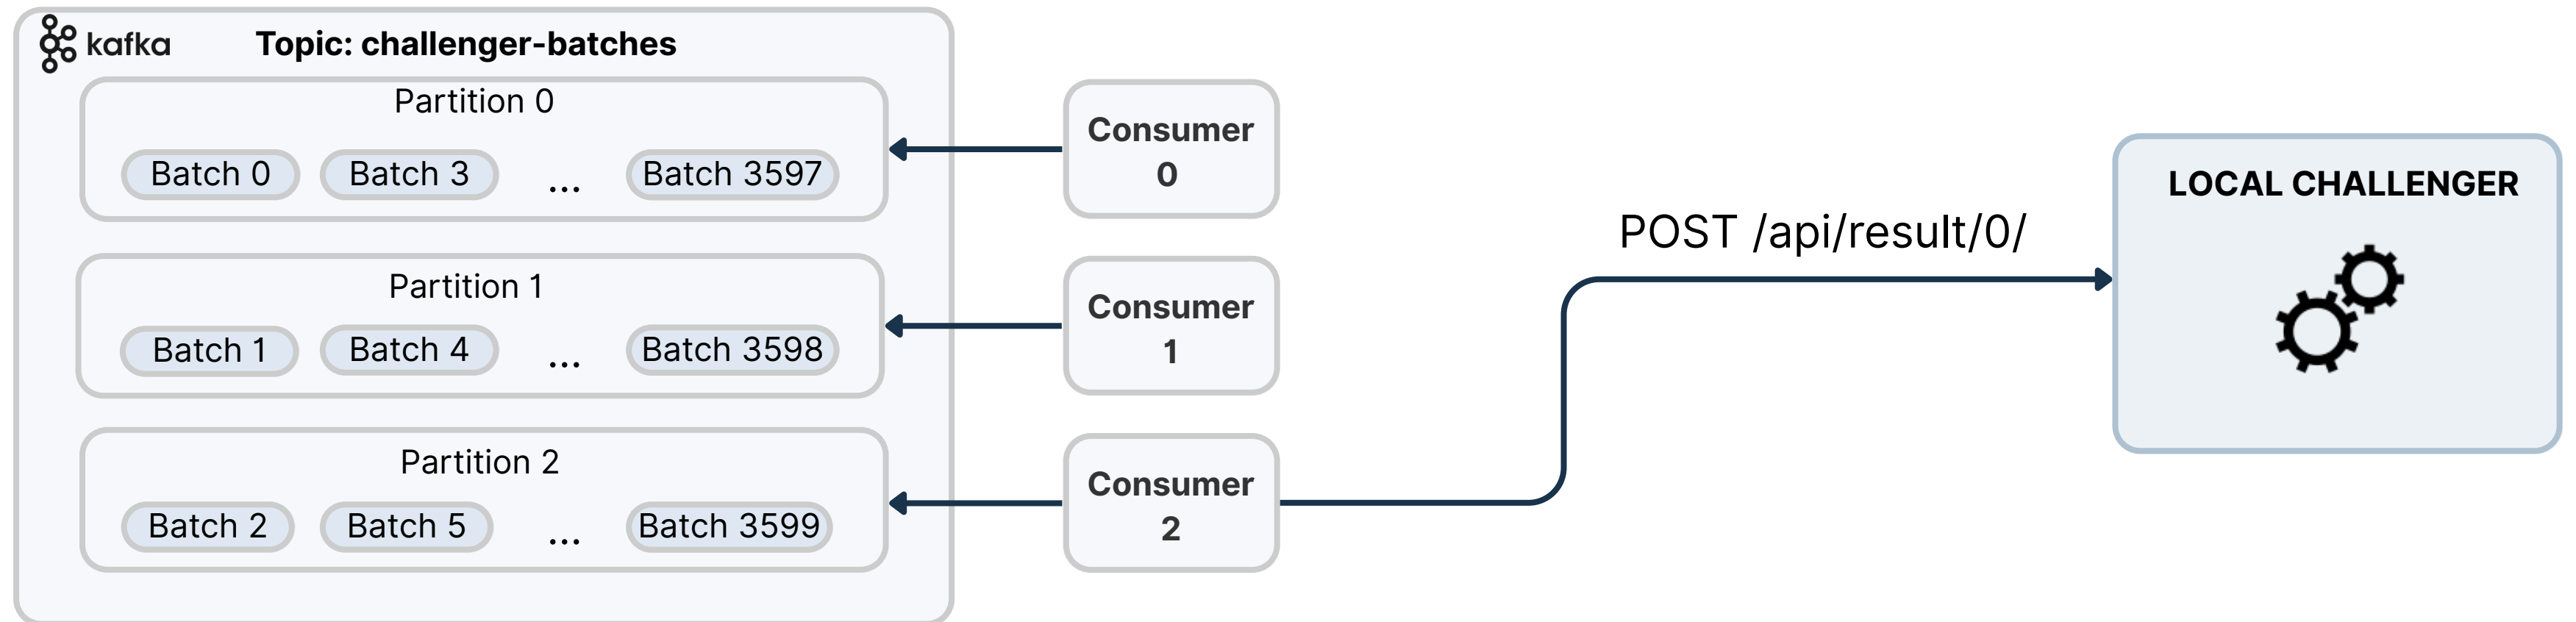 kafka
Topic: challenger-batches
Partition 0
Batch 0 Batch 3 ... Batch 3597
Partition 1
Batch 1 Batch 4 ... Batch 3598
Partition 2
Batch 2 Batch 5 ... Batch 3599
Consumer
0
Consumer
1
Consumer
2
POST /api/result/0/
LOCAL CHALLENGER